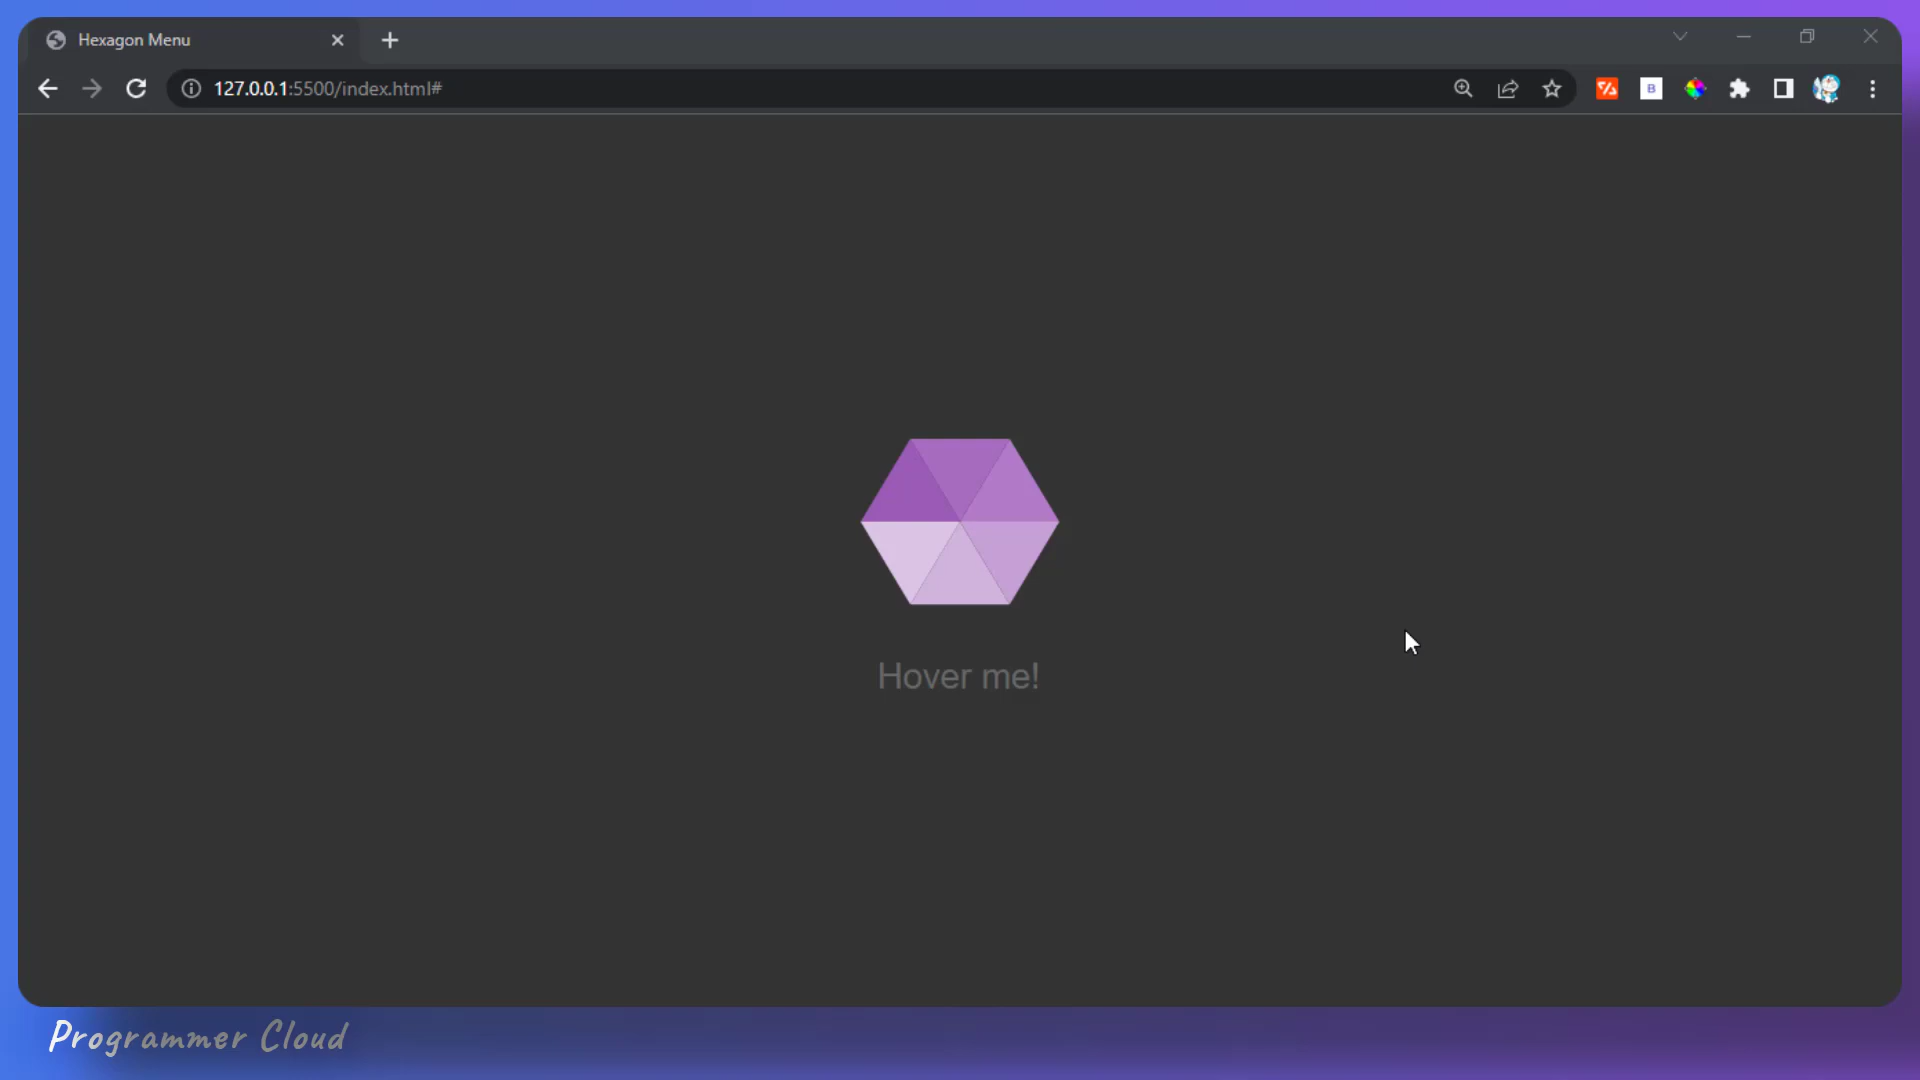 Hexagon Menu
127.0.0.1:5500/index.html#
B
Hover me!
Programmer Cloud